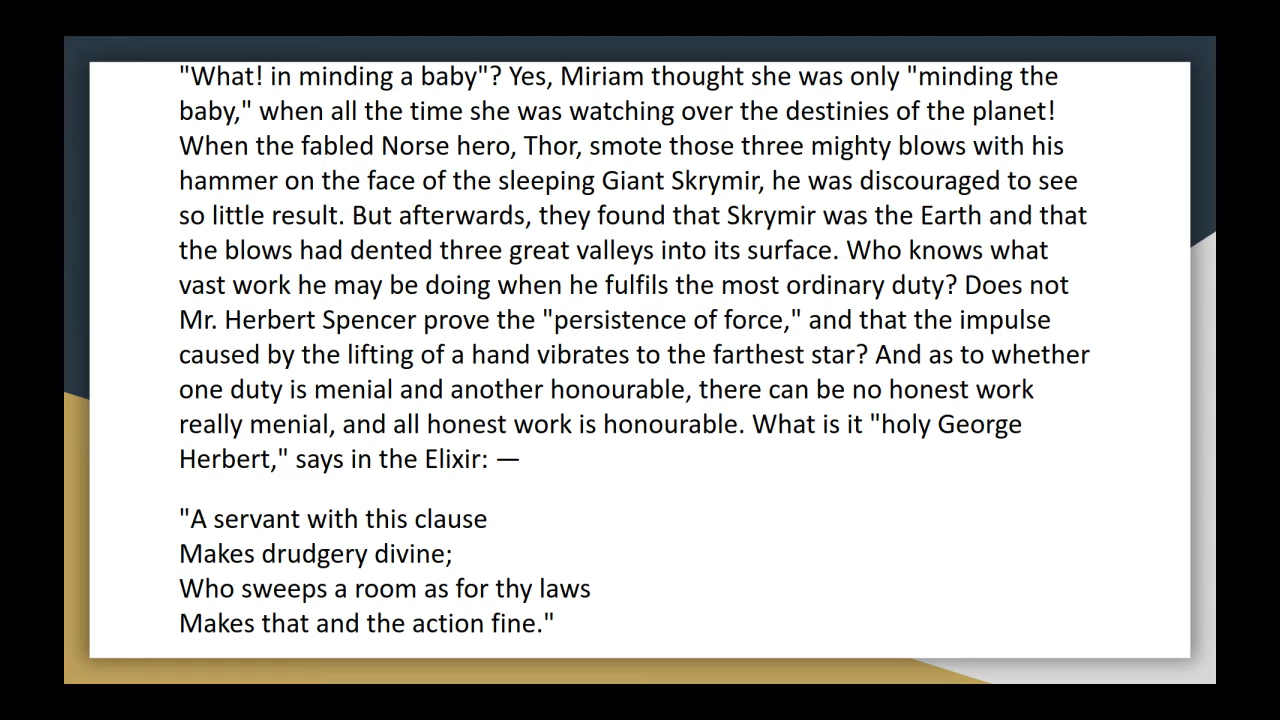 "What! in minding a baby"? Yes, Miriam thought she was only "minding the
baby," when all the time she was watching over the destinies of the planet!
When the fabled Norse hero, Thor, smote those three mighty blows with his
hammer on the face of the sleeping Giant Skrymir, he was discouraged to see
so little result. But afterwards, they found that Skrymir was the Earth and that
the blows had dented three great valleys into its surface. Who knows what
vast work he may be doing when he fulfils the most ordinary duty? Does not
Mr. Herbert Spencer prove the "persistence of force," and that the impulse
caused by the lifting of a hand vibrates to the farthest star? And as to whether
one duty is menial and another honourable, there can be no honest work
really menial, and all honest work is honourable. What is it "holy George
Herbert," says in the Elixir: —
"A servant with this clause
Makes drudgery divine;
Who sweeps a room as for thy laws
Makes that and the action fine."